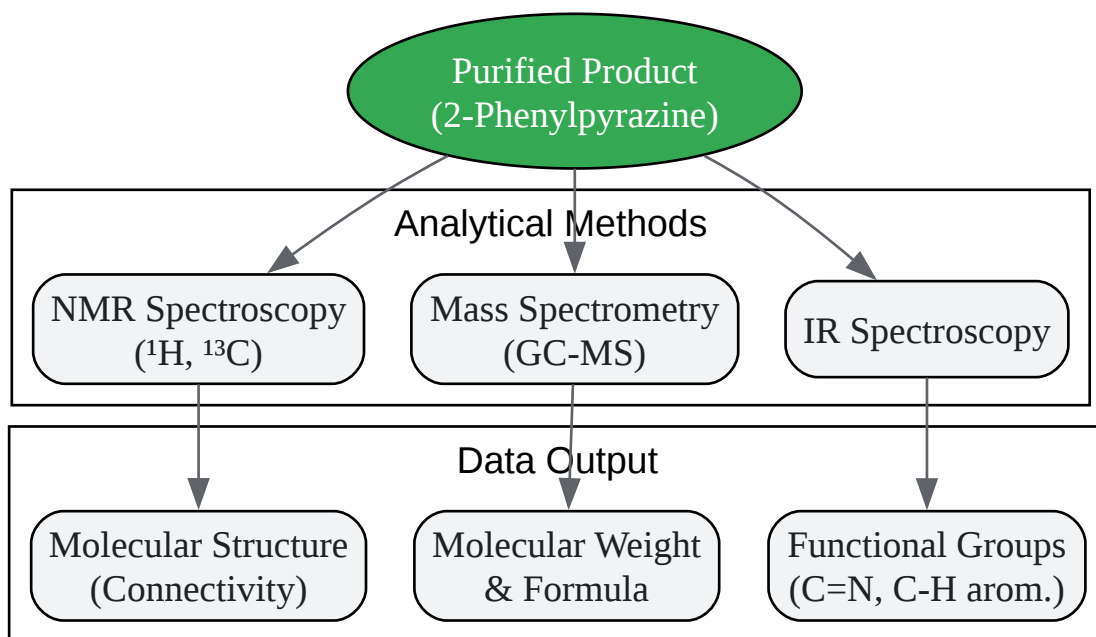 Purified Product
(2-Phenylpyrazine)
Analytical Methods
NMR Spectroscopy
(¹H, ¹³C)
Mass Spectrometry
(GC-MS)
IR Spectroscopy
Data Output
Molecular Structure
(Connectivity)
Molecular Weight
& Formula
Functional Groups
(C=N, C-H arom.)